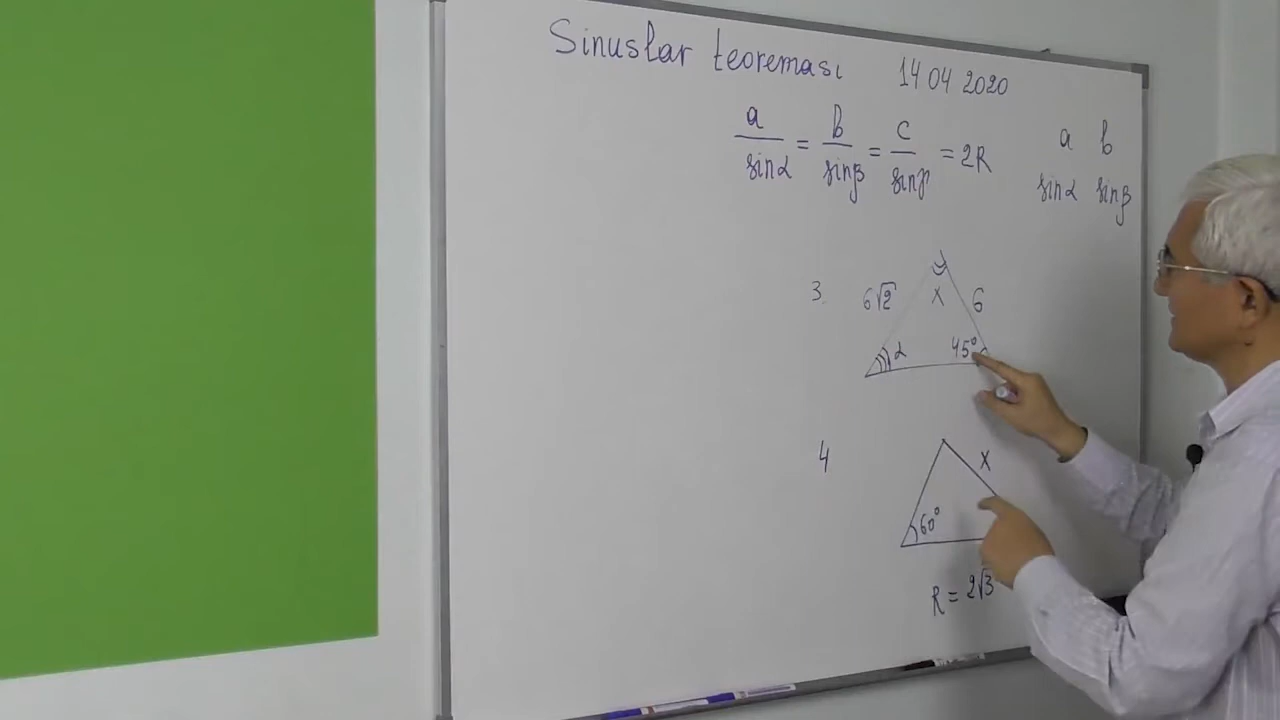 Sinuslar teoreması 14 04 2020
a/sinα = b/sinβ = c/sinγ = 2R
a b
sinα sinβ
3. 6√2 x 6
α 45°
4 x
60°
R = 2√3